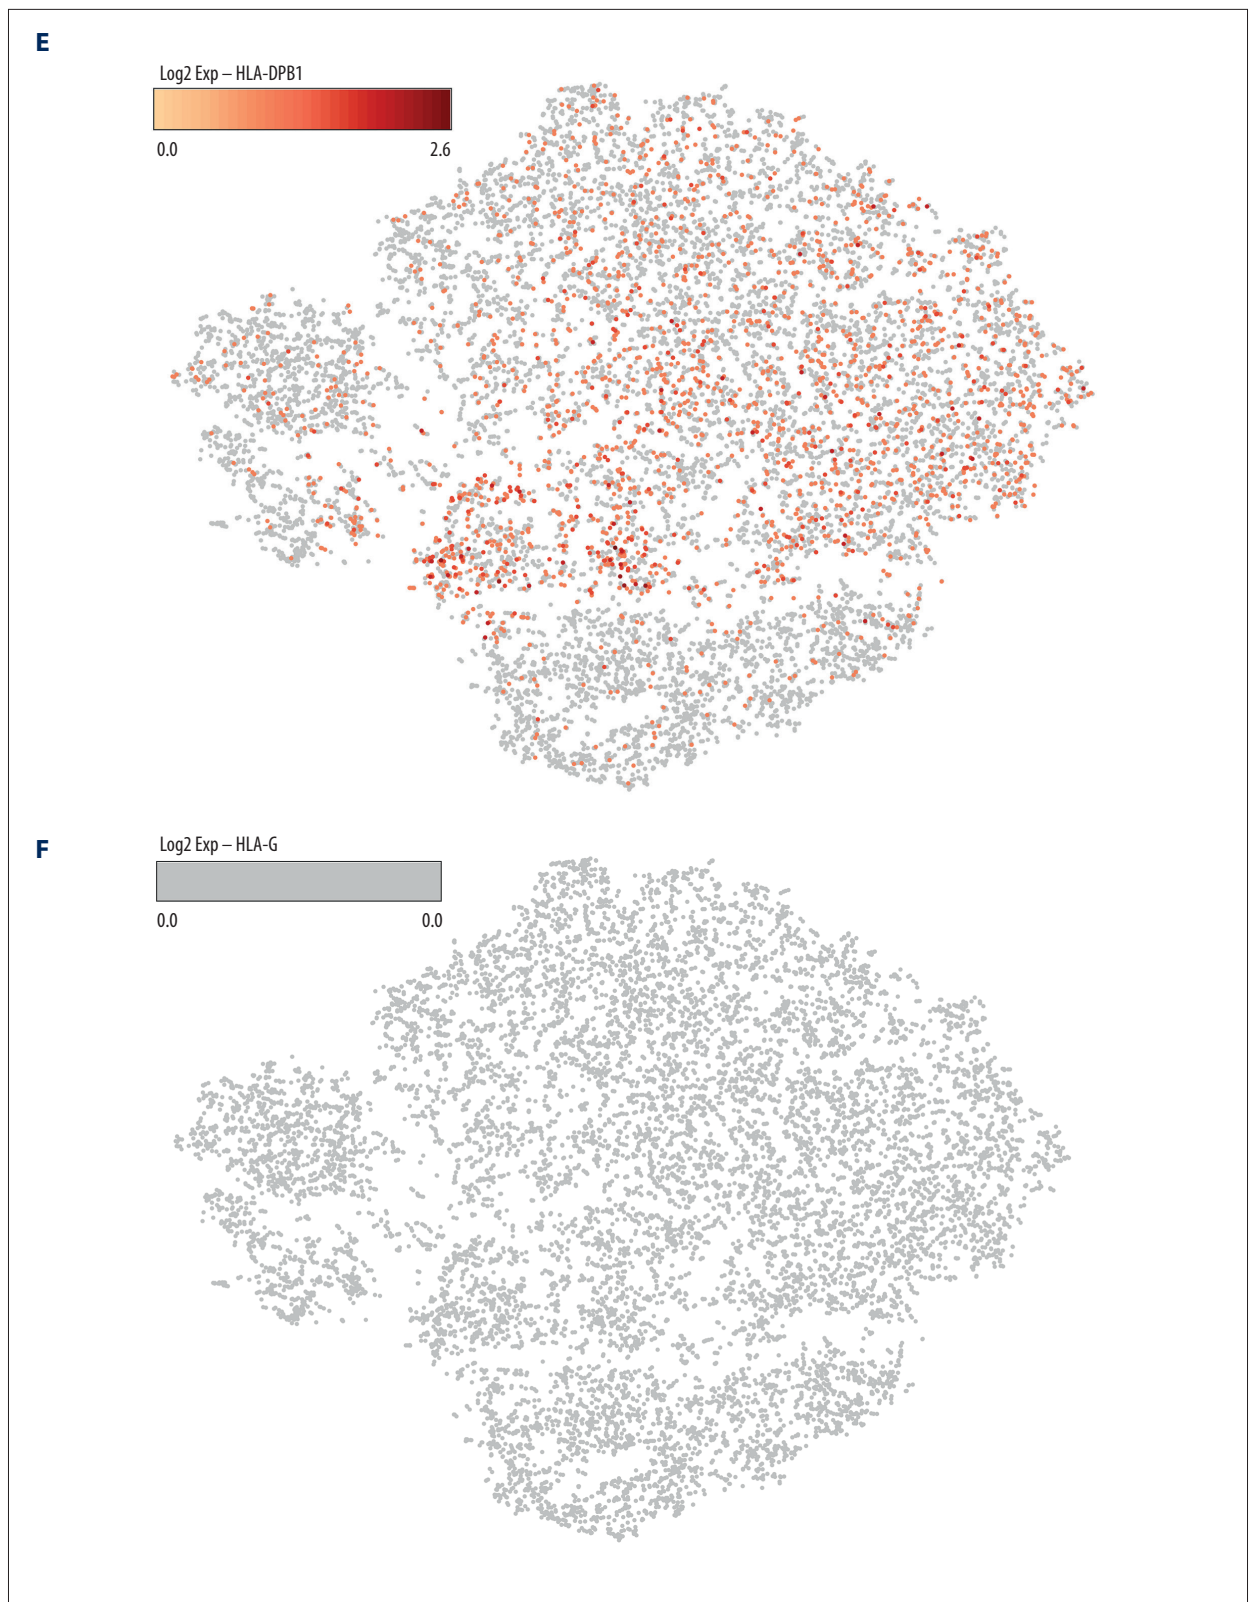 E
Log2 Exp – HLA-DPB1
0.0 2.6
F
Log2 Exp – HLA-G
0.0 0.0